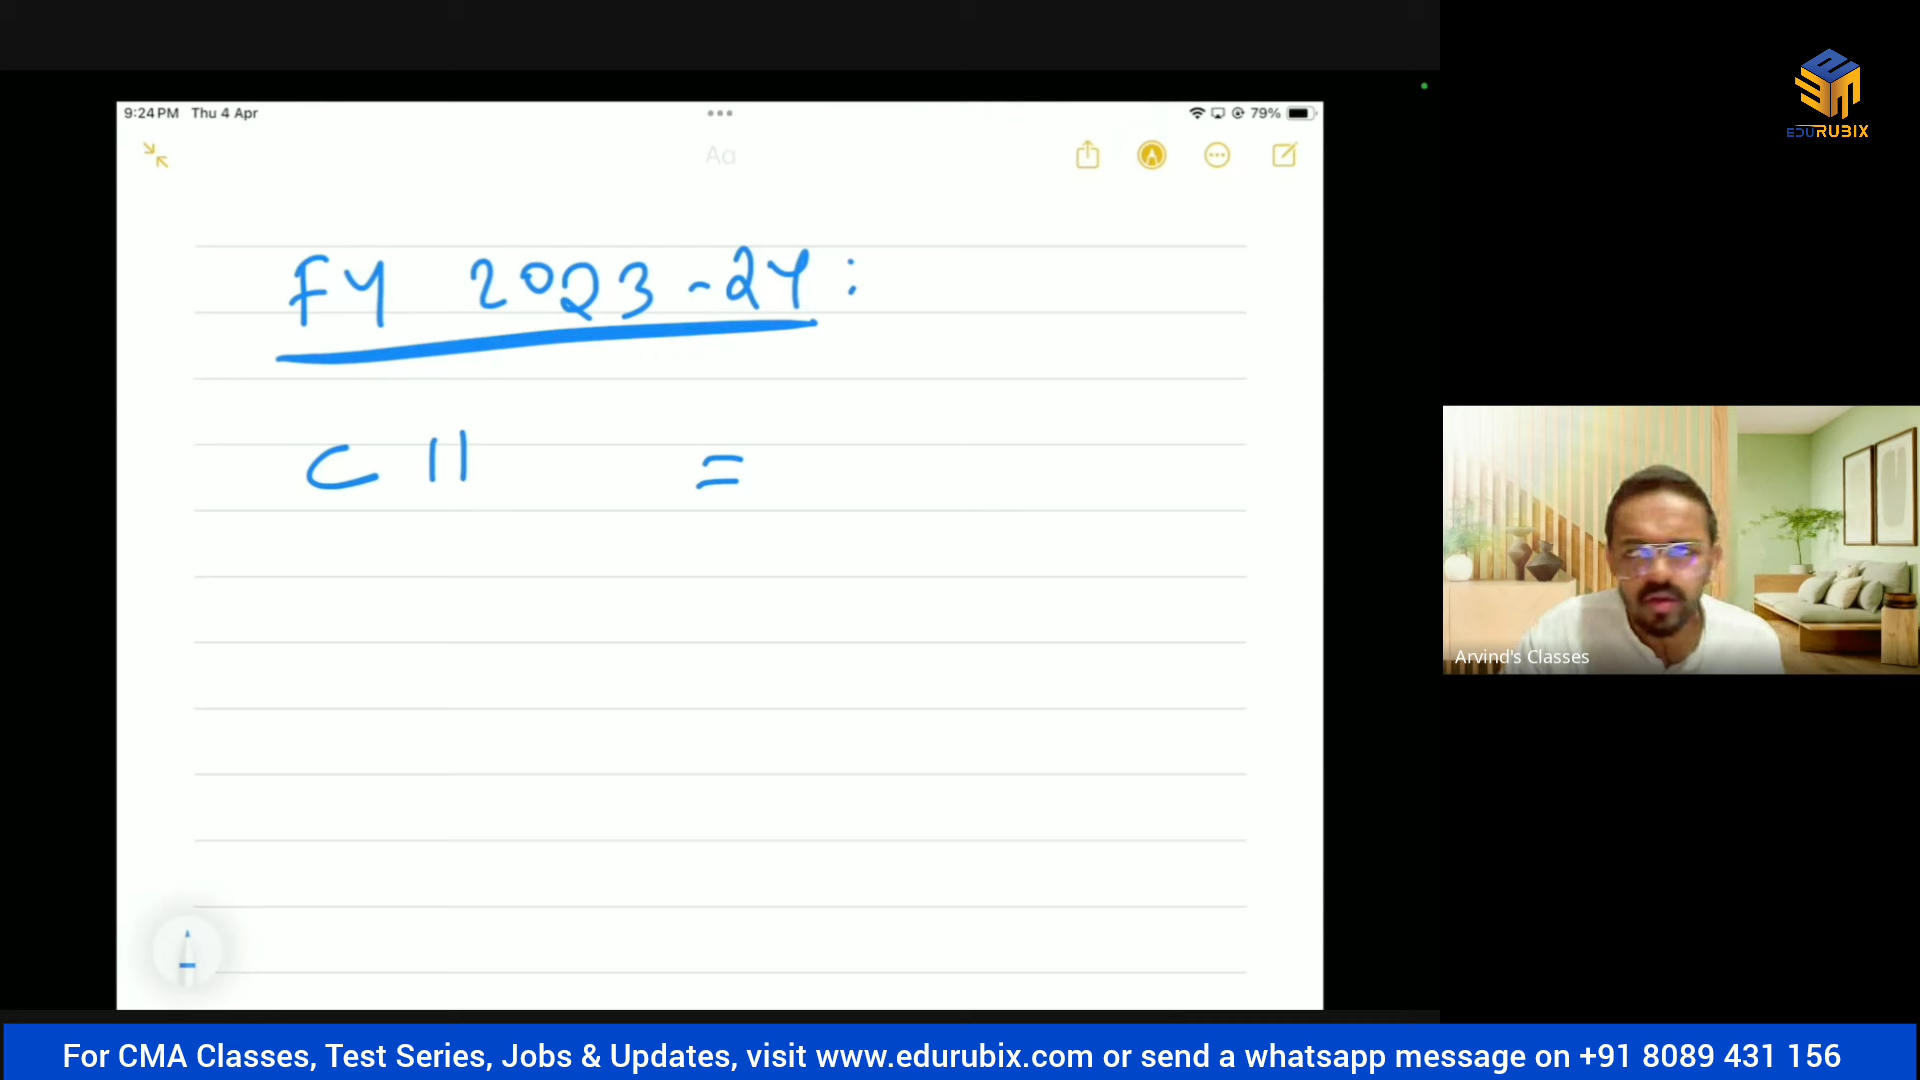 9:24 PM Thu 4 Apr
79%
Aa
FY 2023-24:
CII =
EDURUBIX
Arvind's Classes
For CMA Classes, Test Series, Jobs & Updates, visit www.edurubix.com or send a whatsapp message on +91 8089 431 156